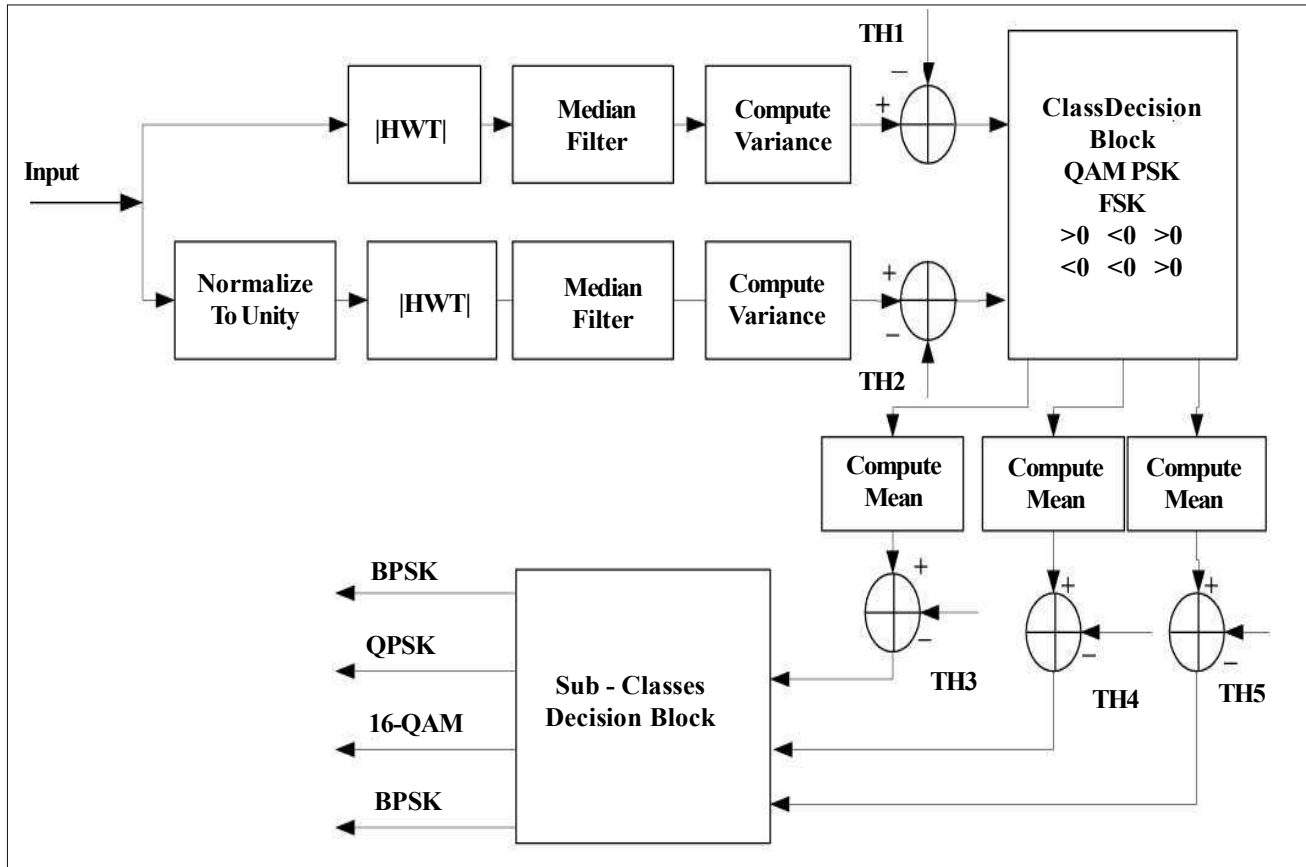 TH1
|HWT|
Median
Filter
Compute
Variance
+
−
ClassDecision
Block
QAM PSK
FSK
>0 <0 >0
<0 <0 >0
Input
Normalize
To Unity
|HWT|
Median
Filter
Compute
Variance
+
−
TH2
Compute
Mean
Compute
Mean
Compute
Mean
+
−
TH3
+
−
TH4
+
−
TH5
Sub - Classes
Decision Block
BPSK
QPSK
16-QAM
BPSK